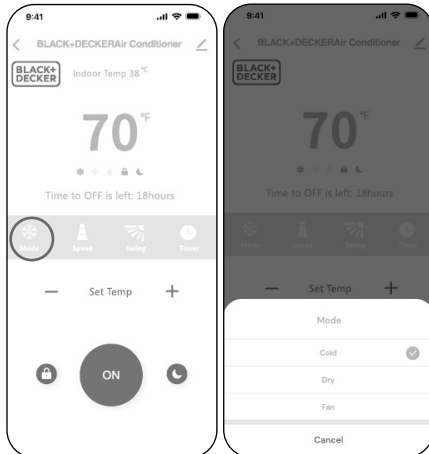 9:41
BLACK+DECKERAir Conditioner
BLACK+
DECKER
Indoor Temp 38 °C
70 °F
Time to OFF is left: 18hours
Mode Speed Swing Timer
Set Temp
ON
9:41
BLACK+DECKERAir Conditioner
BLACK+
DECKER
70 °F
Time to OFF is left: 18hours
Mode Speed Swing Timer
Set Temp
Mode
Cold
Dry
Fan
Cancel